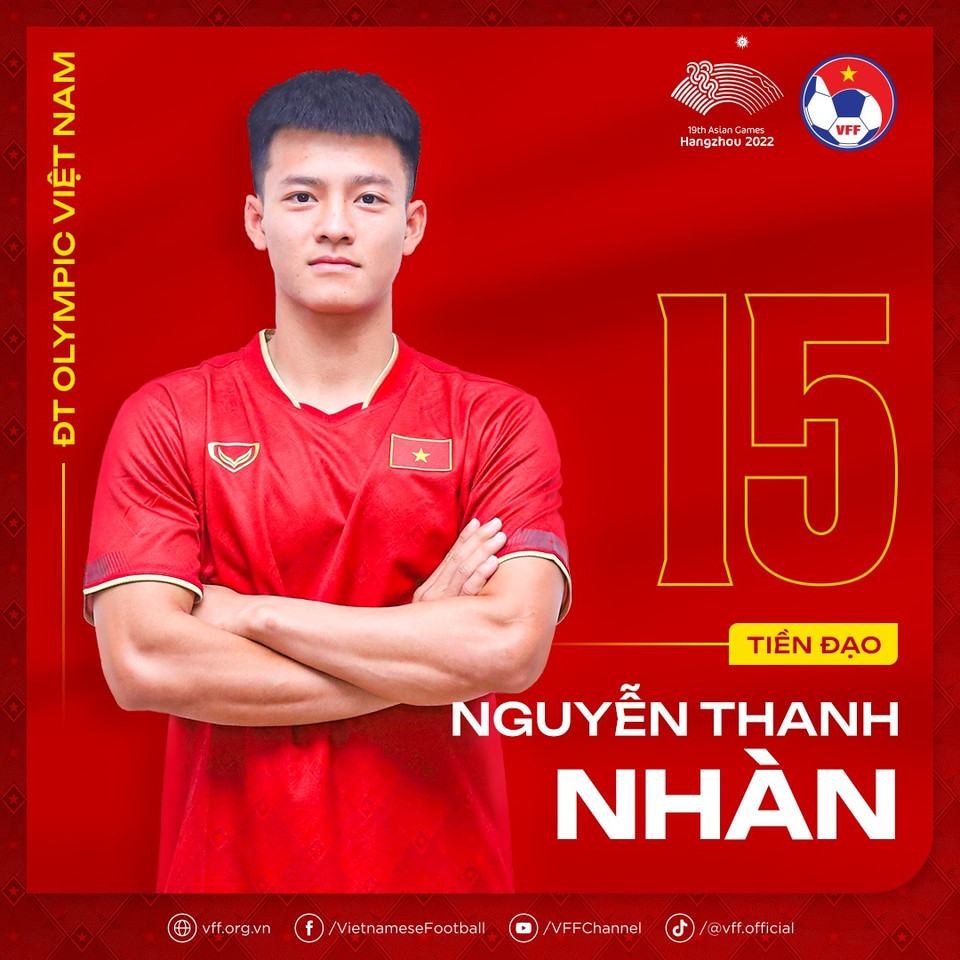 ĐT OLYMPIC VIỆT NAM
19th Asian Games
Hangzhou 2022
VFF
15
TIỀN ĐẠO
NGUYỄN THANH
NHÀN
vff.org.vn
/VietnameseFootball
/VFFChannel
/@vff.official